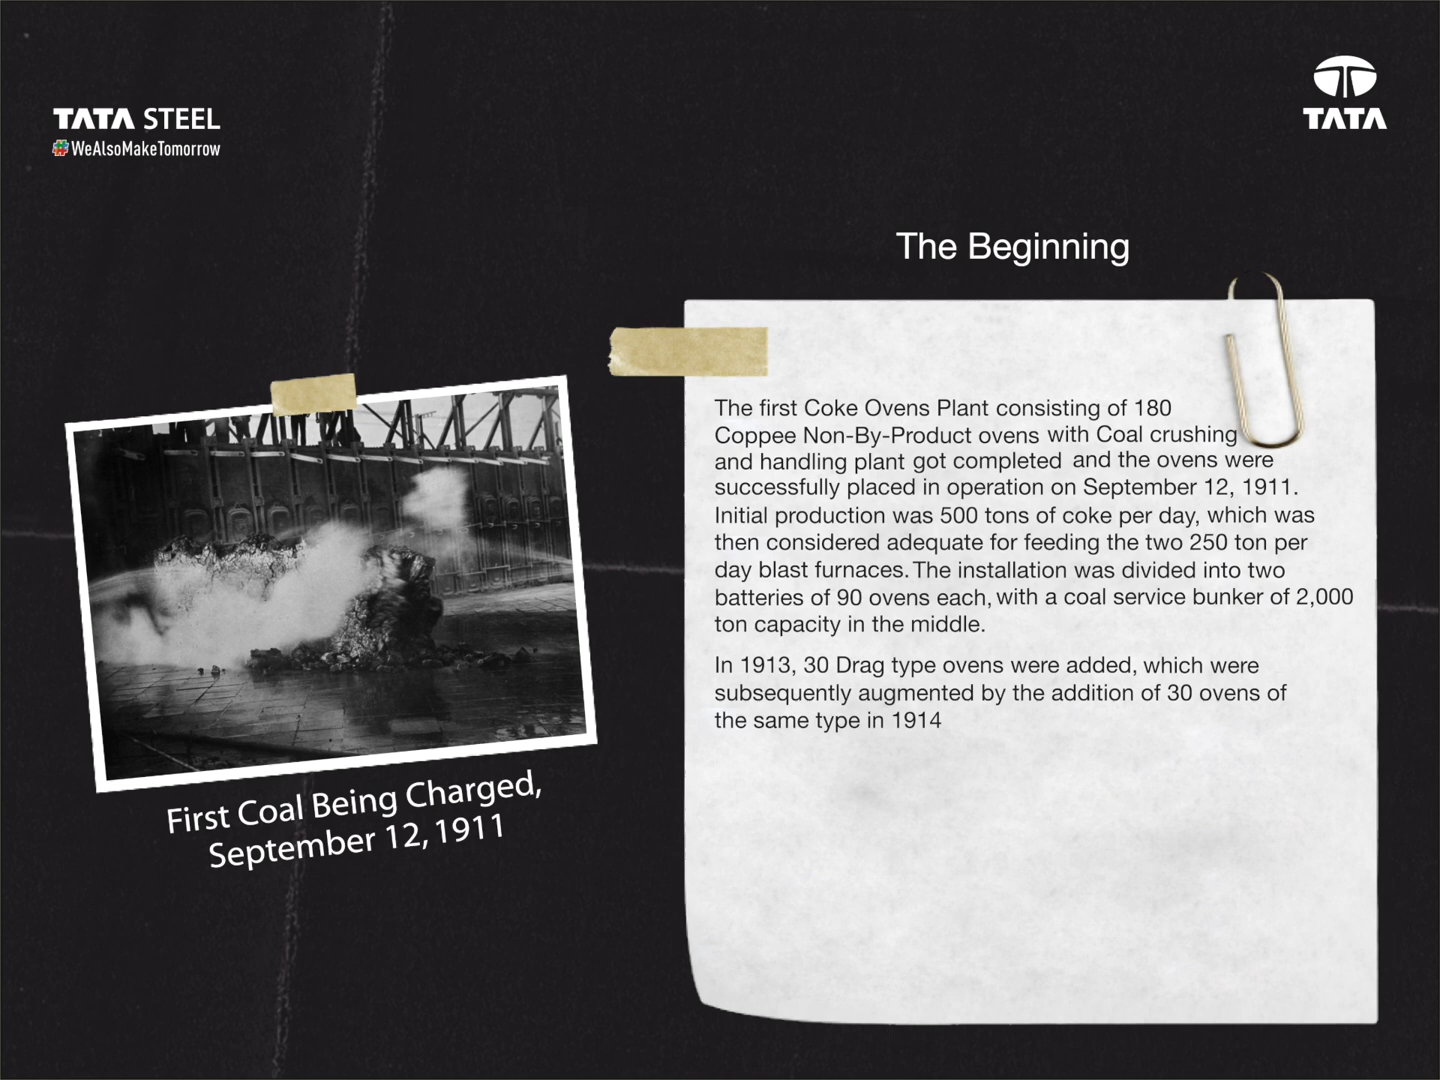 TATA STEEL
#WeAlsoMakeTomorrow
TATA
The Beginning
The first Coke Ovens Plant consisting of 180
Coppee Non-By-Product ovens with Coal crushing
and handling plant got completed and the ovens were
successfully placed in operation on September 12, 1911.
Initial production was 500 tons of coke per day, which was
then considered adequate for feeding the two 250 ton per
day blast furnaces. The installation was divided into two
batteries of 90 ovens each, with a coal service bunker of 2,000
ton capacity in the middle.
In 1913, 30 Drag type ovens were added, which were
subsequently augmented by the addition of 30 ovens of
the same type in 1914
First Coal Being Charged,
September 12, 1911